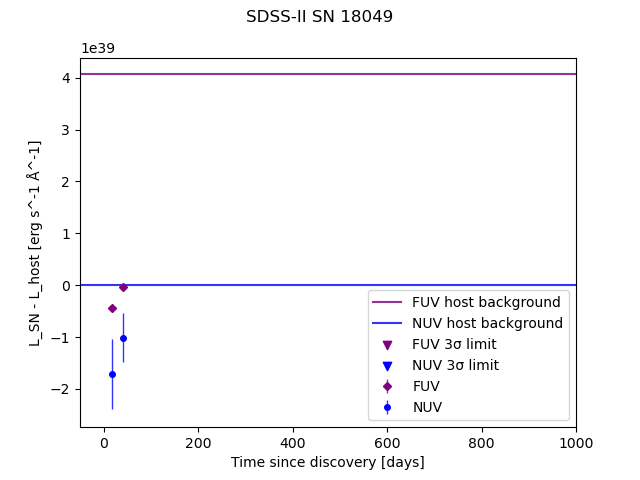 SDSS-II SN 18049
1e39
L_SN - L_host [erg s^-1 Å^-1]
4
3
2
1
0
−1
−2
FUV host background
NUV host background
FUV 3σ limit
NUV 3σ limit
FUV
NUV
0 200 400 600 800 1000
Time since discovery [days]